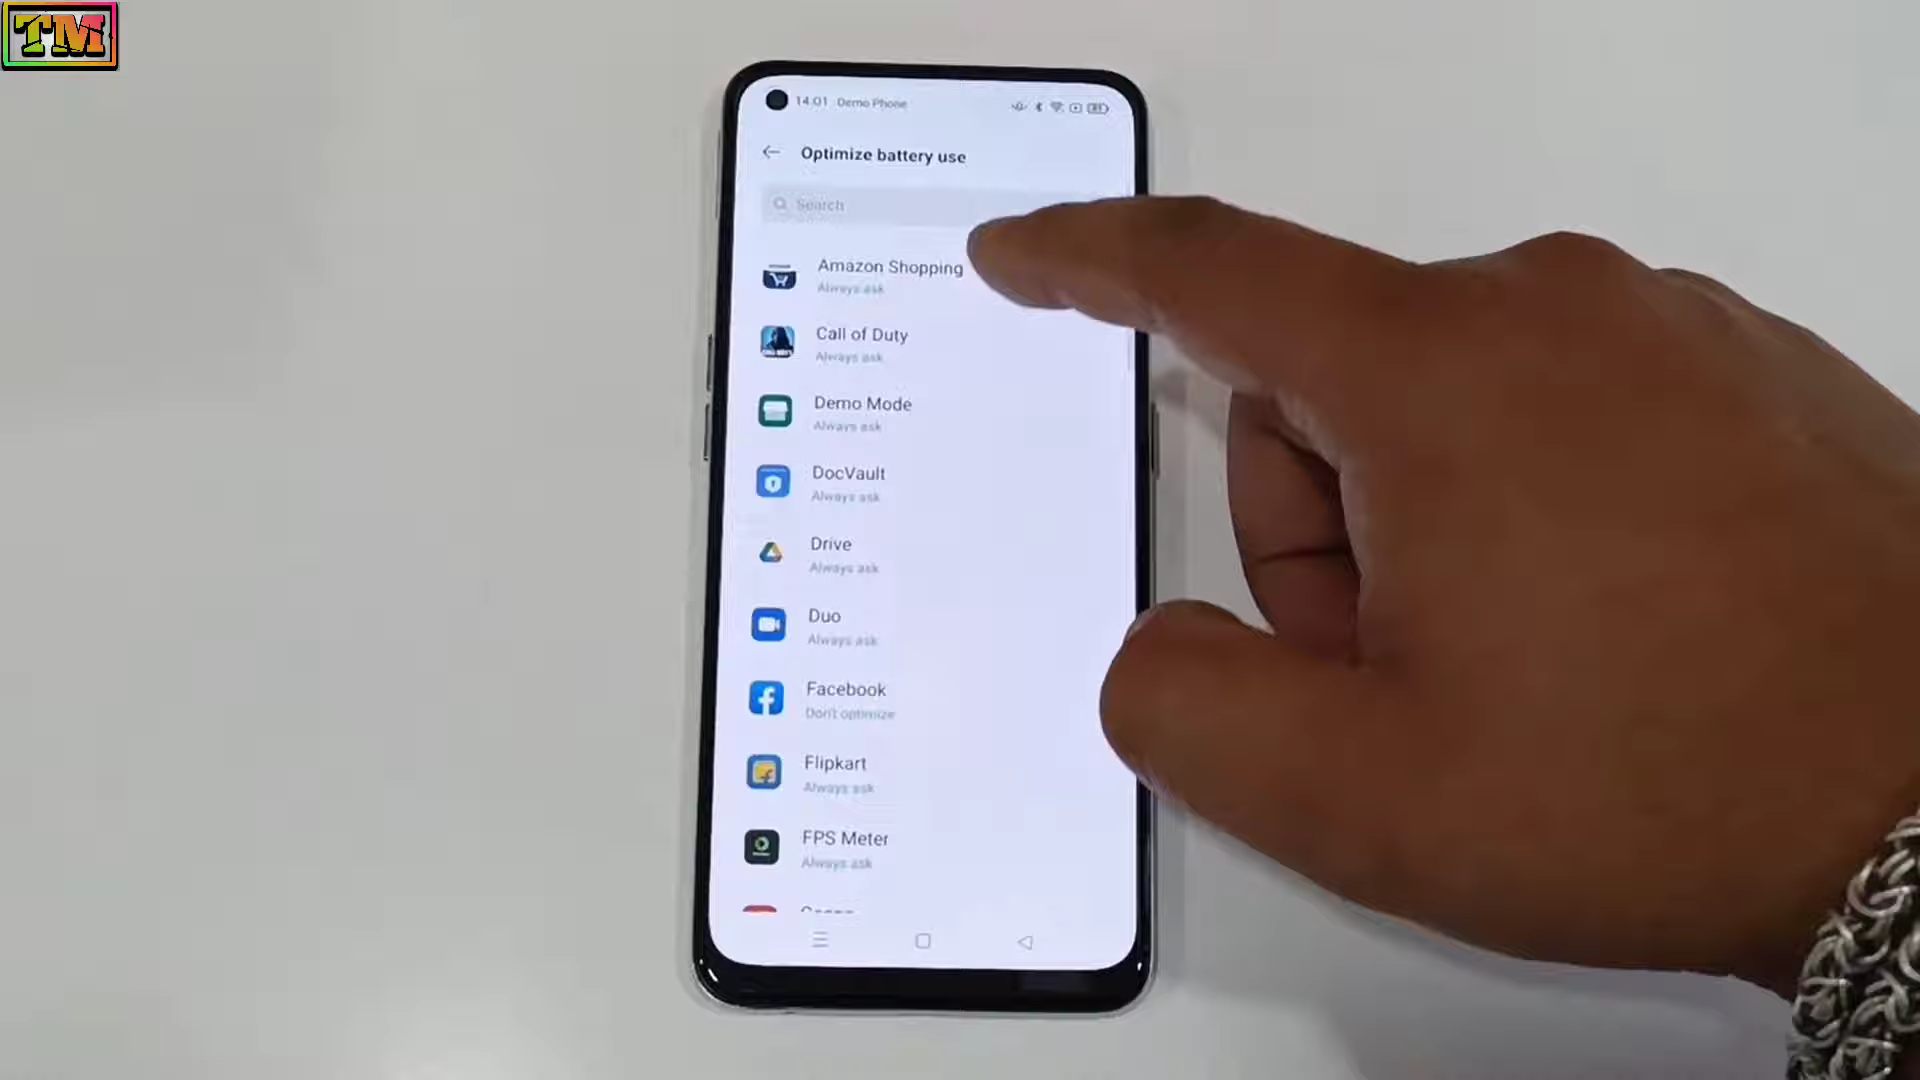 TM
14:01 Demo Phone
Optimize battery use
Search
Amazon Shopping
Always ask
Call of Duty
Always ask
Demo Mode
Always ask
DocVault
Always ask
Drive
Always ask
Duo
Always ask
Facebook
Don't optimize
Flipkart
Always ask
FPS Meter
Always ask